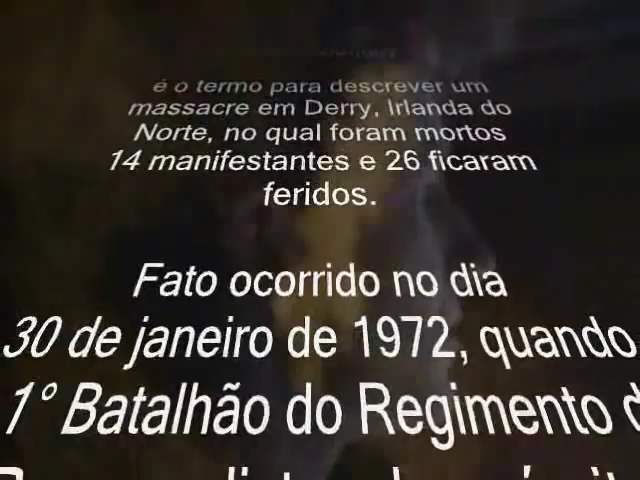 é o termo para descrever um
massacre em Derry, Irlanda do
Norte, no qual foram mortos
14 manifestantes e 26 ficaram
feridos.
Fato ocorrido no dia
30 de janeiro de 1972, quando
1° Batalhão do Regimento d